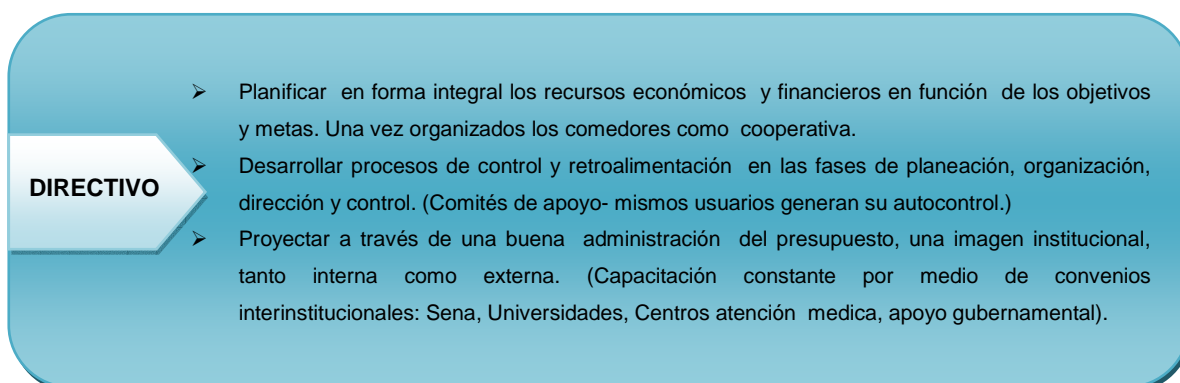 DIRECTIVO
➢ Planificar en forma integral los recursos económicos y financieros en función de los objetivos
y metas. Una vez organizados los comedores como cooperativa.
➢ Desarrollar procesos de control y retroalimentación en las fases de planeación, organización,
dirección y control. (Comités de apoyo- mismos usuarios generan su autocontrol.)
➢ Proyectar a través de una buena administración del presupuesto, una imagen institucional,
tanto interna como externa. (Capacitación constante por medio de convenios
interinstitucionales: Sena, Universidades, Centros atención medica, apoyo gubernamental).